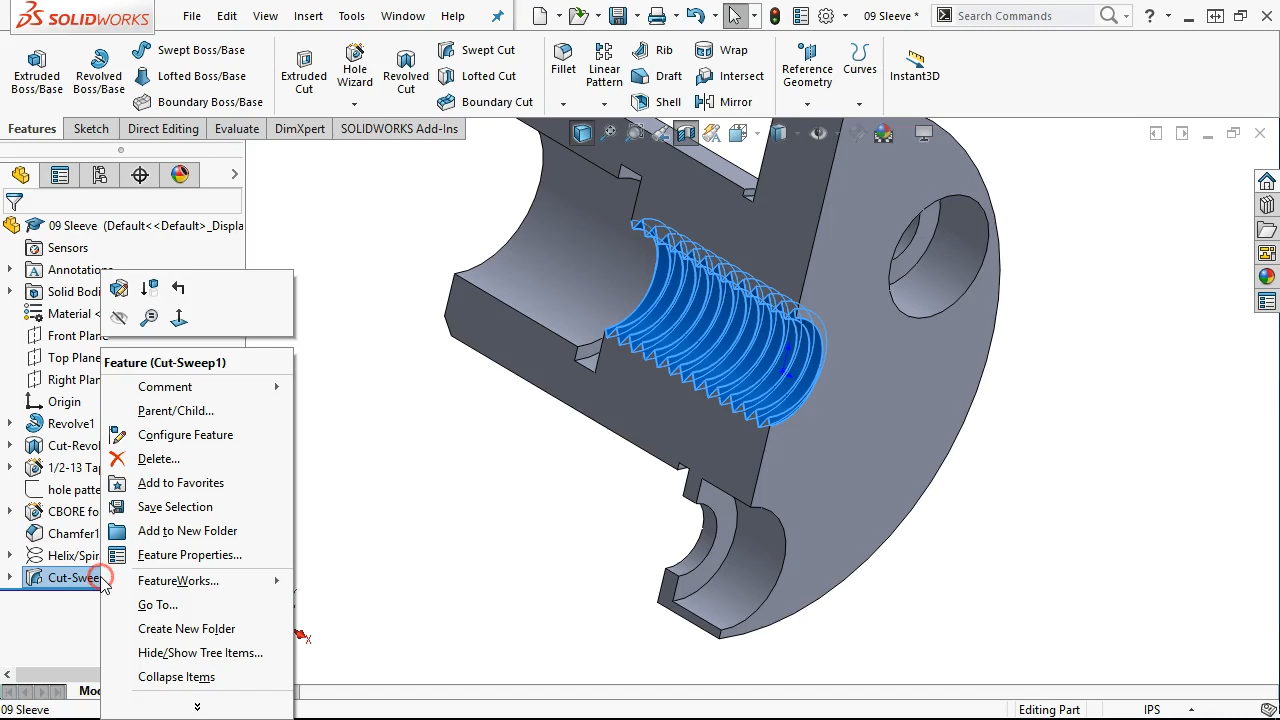 SOLIDWORKS File Edit View Insert Tools Window Help 09 Sleeve * Search Commands ?
Extruded Boss/Base
Revolved Boss/Base
Swept Boss/Base
Lofted Boss/Base
Boundary Boss/Base
Extruded Cut
Hole Wizard
Revolved Cut
Swept Cut
Lofted Cut
Boundary Cut
Fillet
Linear Pattern
Rib
Draft
Shell
Wrap
Intersect
Mirror
Reference Geometry
Curves
Instant3D
Features Sketch Direct Editing Evaluate DimXpert SOLIDWORKS Add-Ins
09 Sleeve (Default<<Default>_Displa
Sensors
Annotations
Solid Bodi
Material <
Front Plane
Top Plane
Right Plan
Origin
Revolve1
Cut-Revol
1/2-13 Tap
hole patte
CBORE fo
Chamfer1
Helix/Spir
Cut-Swee
Feature (Cut-Sweep1)
Comment
Parent/Child...
Configure Feature
Delete...
Add to Favorites
Save Selection
Add to New Folder
Feature Properties...
FeatureWorks...
Go To...
Create New Folder
Hide/Show Tree Items...
Collapse Items
X
Mod
09 Sleeve Editing Part IPS